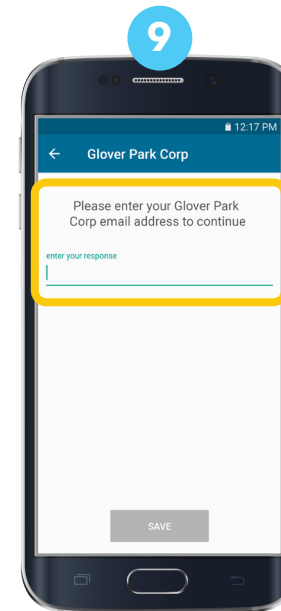 9
12:17 PM
Glover Park Corp
Please enter your Glover Park
Corp email address to continue
enter your response
SAVE